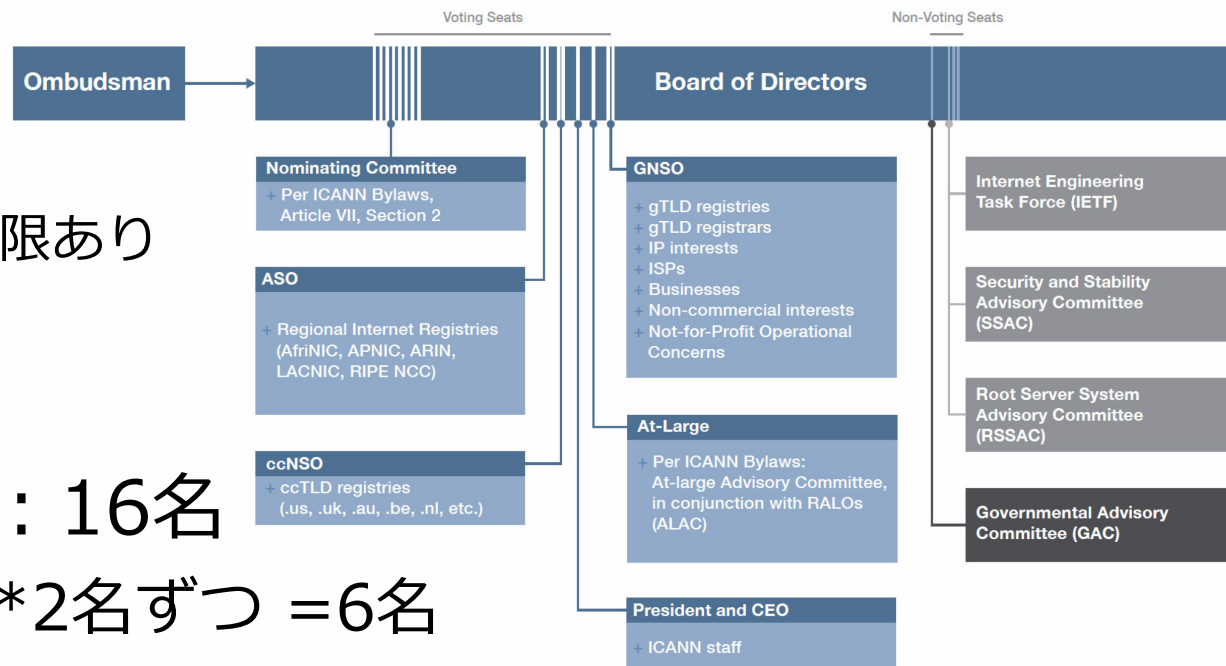 Voting Seats
Non-Voting Seats
Ombudsman
Board of Directors
Nominating Committee
+ Per ICANN Bylaws,
Article VII, Section 2
限あり
ASO
+ Regional Internet Registries
(AfriNIC, APNIC, ARIN,
LACNIC, RIPE NCC)
ccNSO
+ ccTLD registries
(.us, .uk, .au, .be, .nl, etc.)
：16名
*2名ずつ =6名
GNSO
+ gTLD registries
+ gTLD registrars
+ IP interests
+ ISPs
+ Businesses
+ Non-commercial interests
+ Not-for-Profit Operational
Concerns
At-Large
+ Per ICANN Bylaws:
At-large Advisory Committee,
in conjunction with RALOs
(ALAC)
President and CEO
+ ICANN staff
Internet Engineering
Task Force (IETF)
Security and Stability
Advisory Committee
(SSAC)
Root Server System
Advisory Committee
(RSSAC)
Governmental Advisory
Committee (GAC)